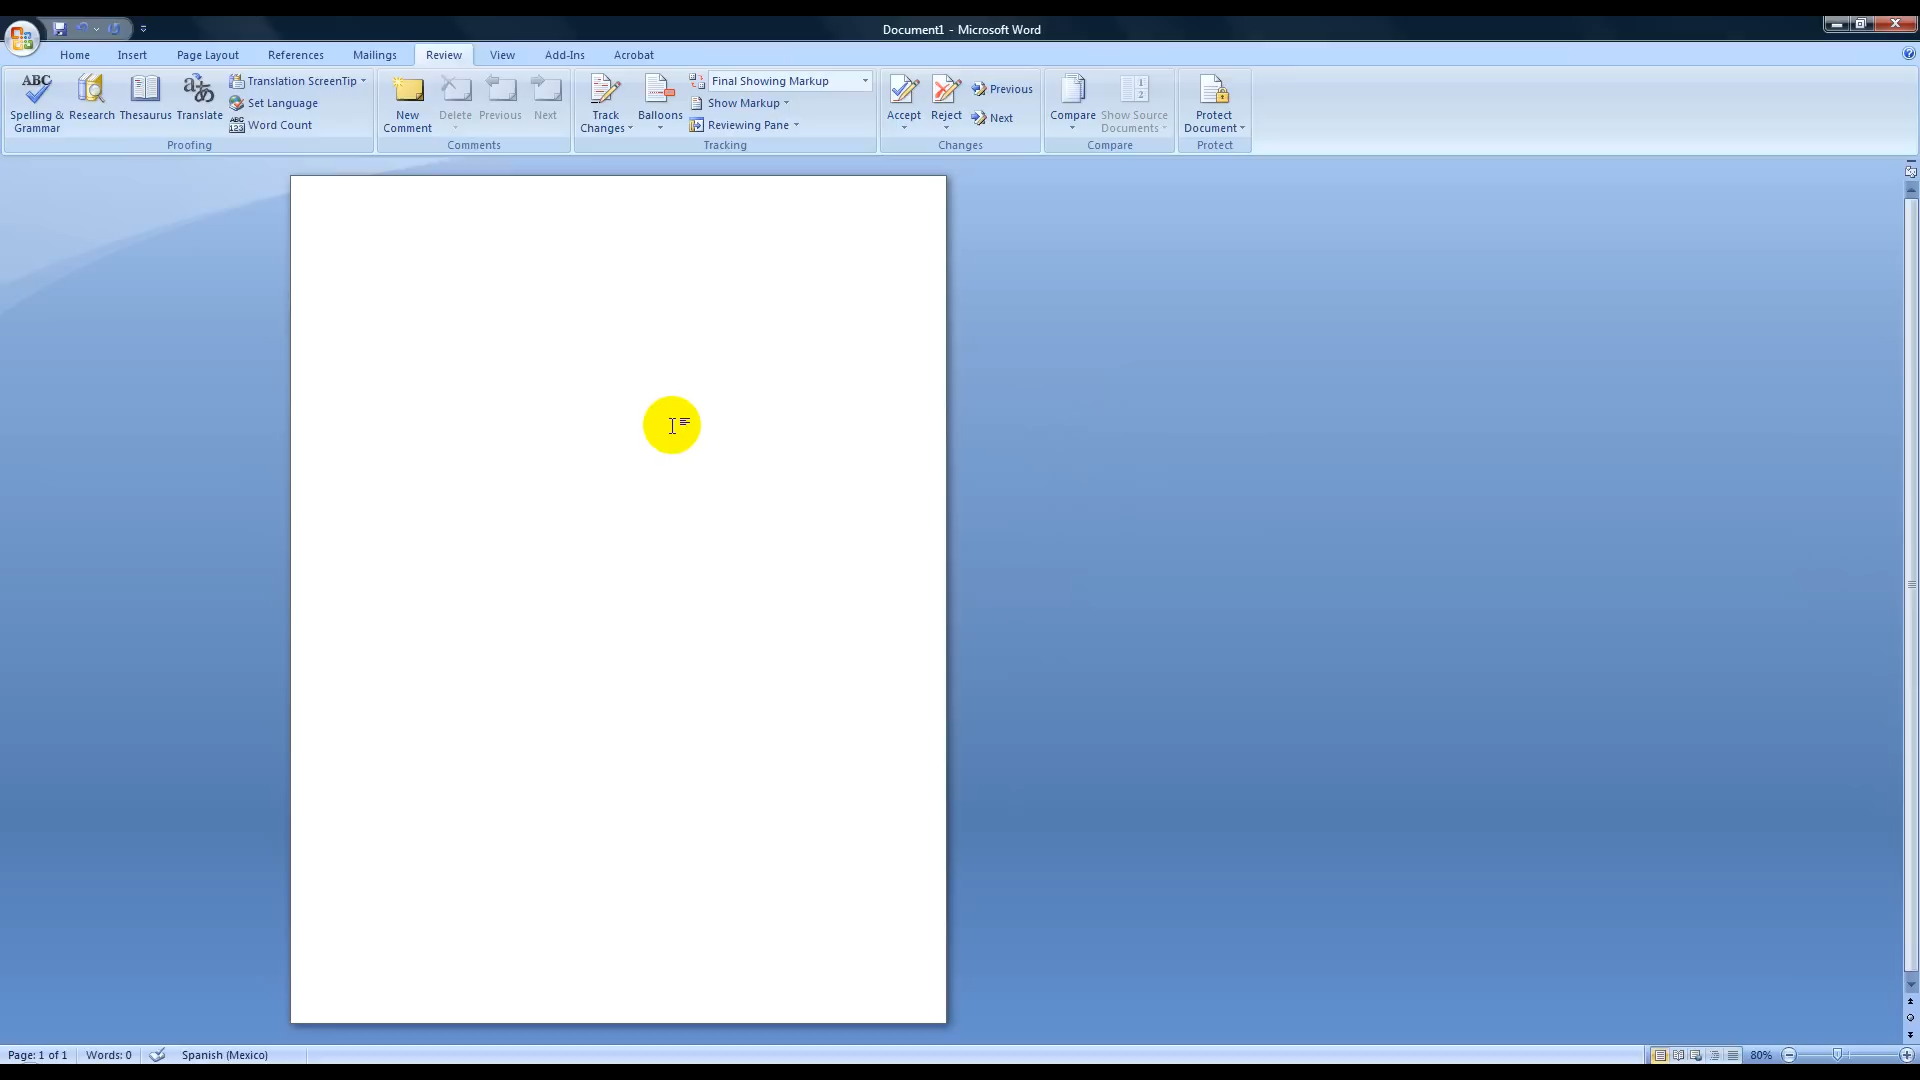 Document1 - Microsoft Word
Home Insert Page Layout References Mailings Review View Add-Ins Acrobat
ABC Spelling & Grammar
Research
Thesaurus
Translate
Translation ScreenTip
Set Language
ABC 123 Word Count
Proofing
New Comment
Delete
Previous
Next
Comments
Track Changes
Balloons
Final Showing Markup
Show Markup
Reviewing Pane
Tracking
Accept
Reject
Previous
Next
Changes
Compare
Show Source Documents
Compare
Protect Document
Protect
Page: 1 of 1 Words: 0 Spanish (Mexico) 80%